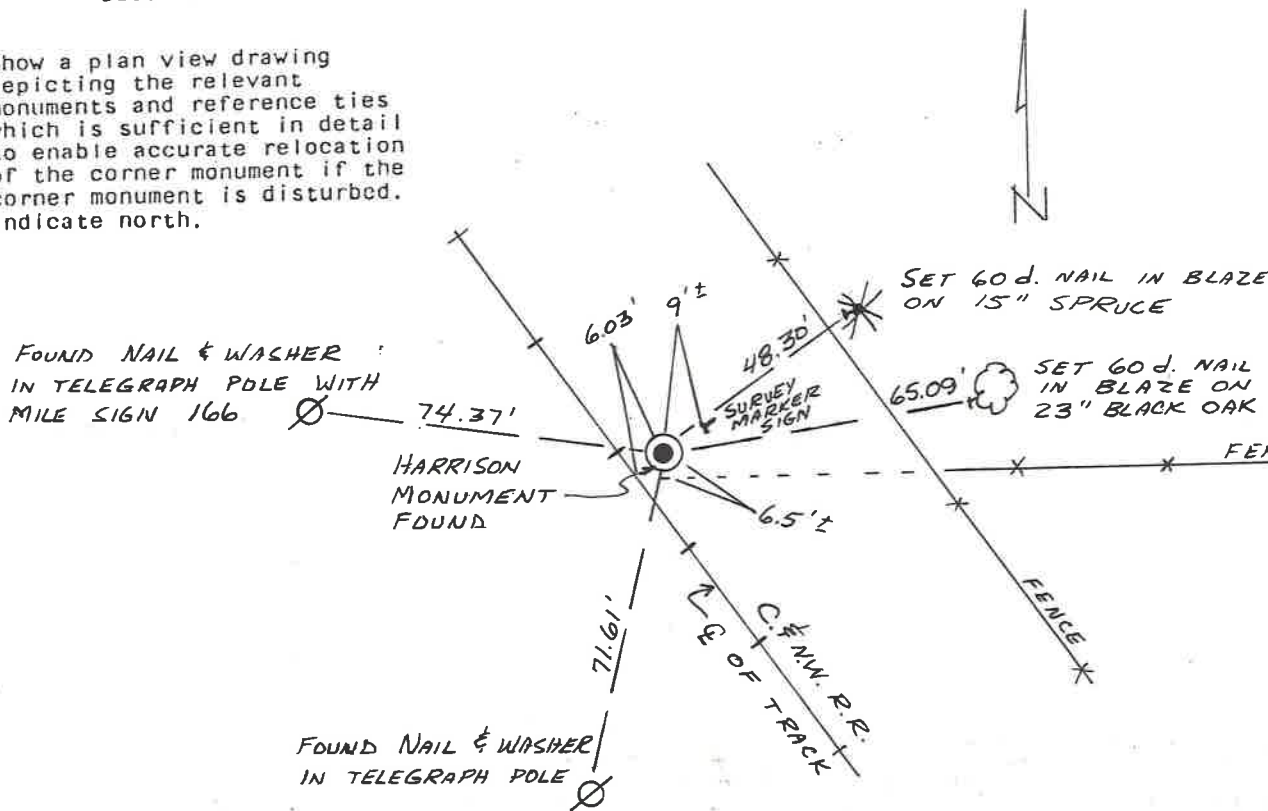 how a plan view drawing
epicting the relevant
onuments and reference ties
hich is sufficient in detail
o enable accurate relocation
f the corner monument if the
orner monument is disturbed.
ndicate north.
N
SET 60 d. NAIL IN BLAZE
ON 15" SPRUCE
6.03'
9'±
48.30'
SURVEY
MARKER
SIGN
65.09'
SET 60 d. NAIL
IN BLAZE ON
23" BLACK OAK
FOUND NAIL & WASHER
IN TELEGRAPH POLE WITH
MILE SIGN 166
74.37'
HARRISON
MONUMENT
FOUND
6.5'±
FENCE
71.61'
C. & N.W. R.R.
℄ OF TRACK
FOUND NAIL & WASHER
IN TELEGRAPH POLE